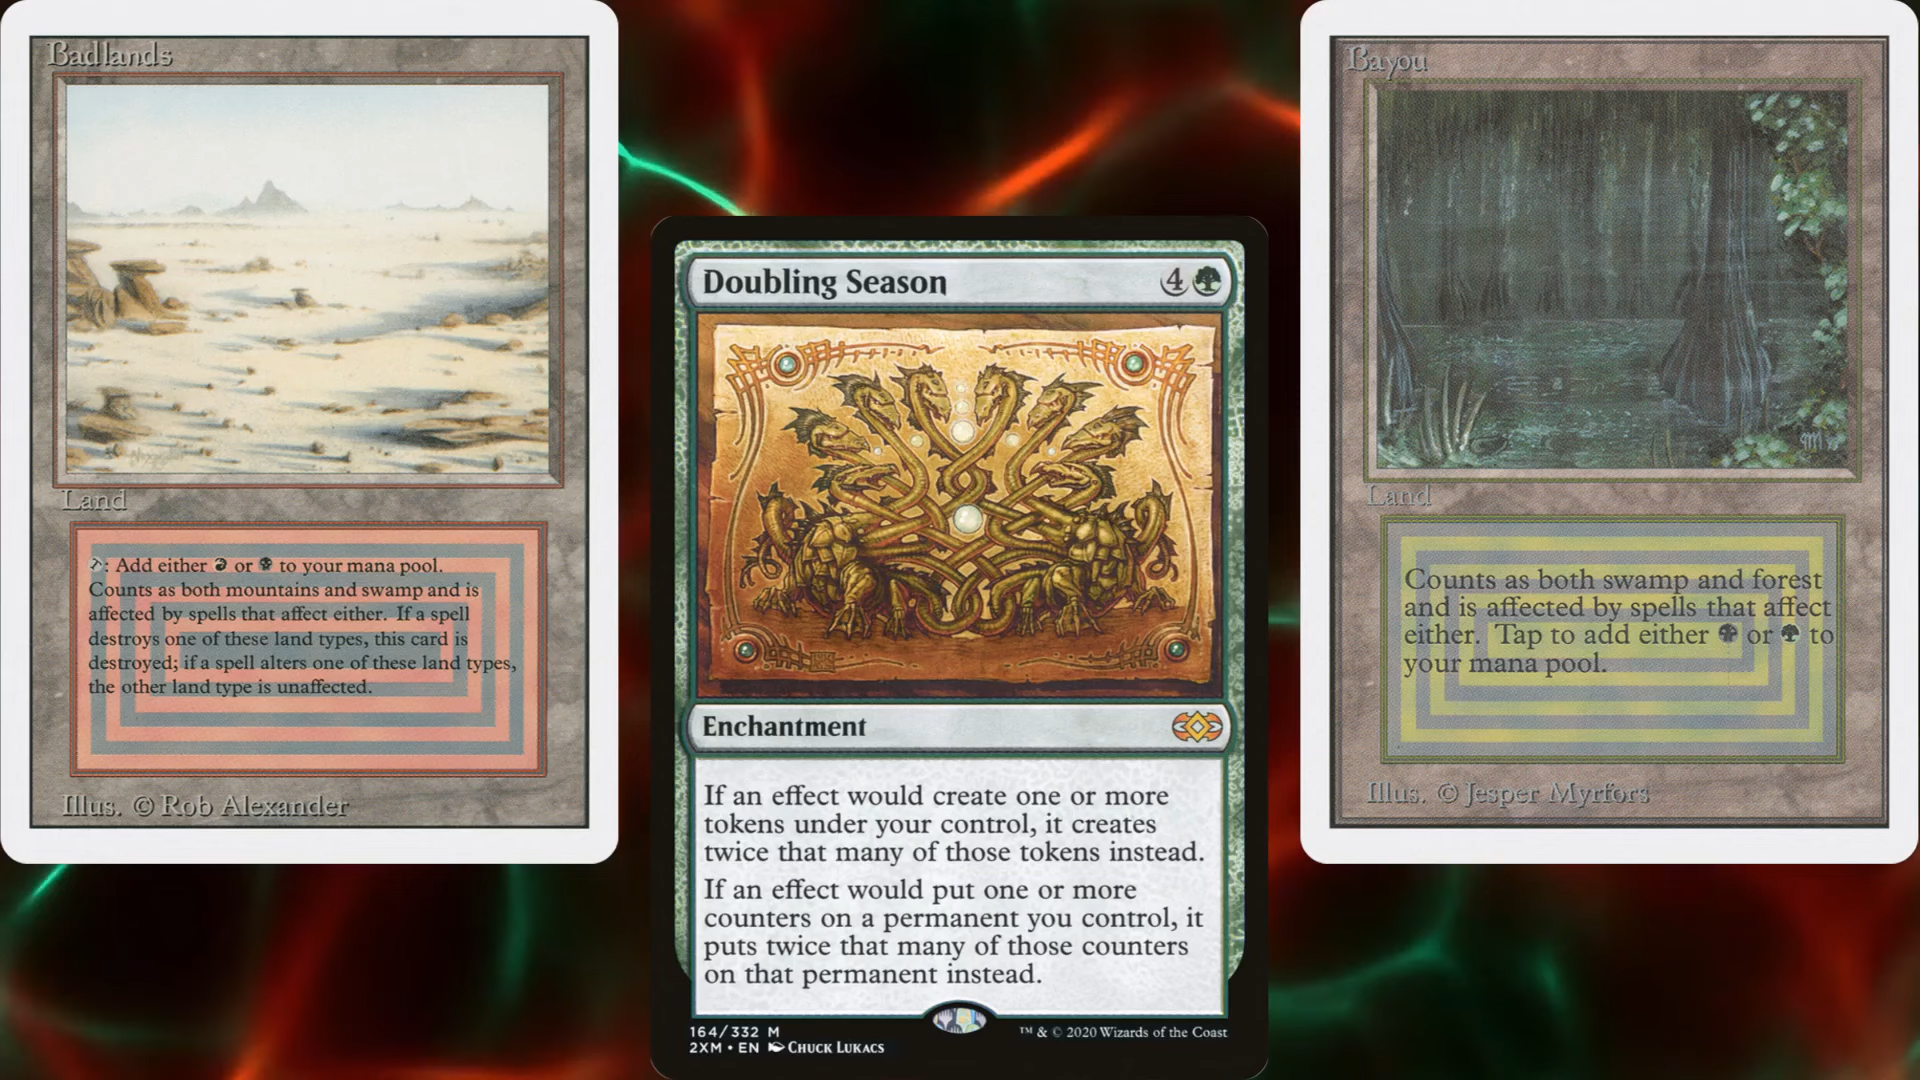 Badlands
Land
: Add either or to your mana pool.
Counts as both mountains and swamp and is
affected by spells that affect either. If a spell
destroys one of these land types, this card is
destroyed; if a spell alters one of these land types,
the other land type is unaffected.
Illus. © Rob Alexander
Doubling Season 4
Enchantment
If an effect would create one or more
tokens under your control, it creates
twice that many of those tokens instead.
If an effect would put one or more
counters on a permanent you control, it
puts twice that many of those counters
on that permanent instead.
164/332 M
™ & © 2020 Wizards of the Coast
2XM • EN Chuck Lukacs
Bayou
Land
Counts as both swamp and forest
and is affected by spells that affect
either. Tap to add either or to
your mana pool.
Illus. © Jesper Myrfors